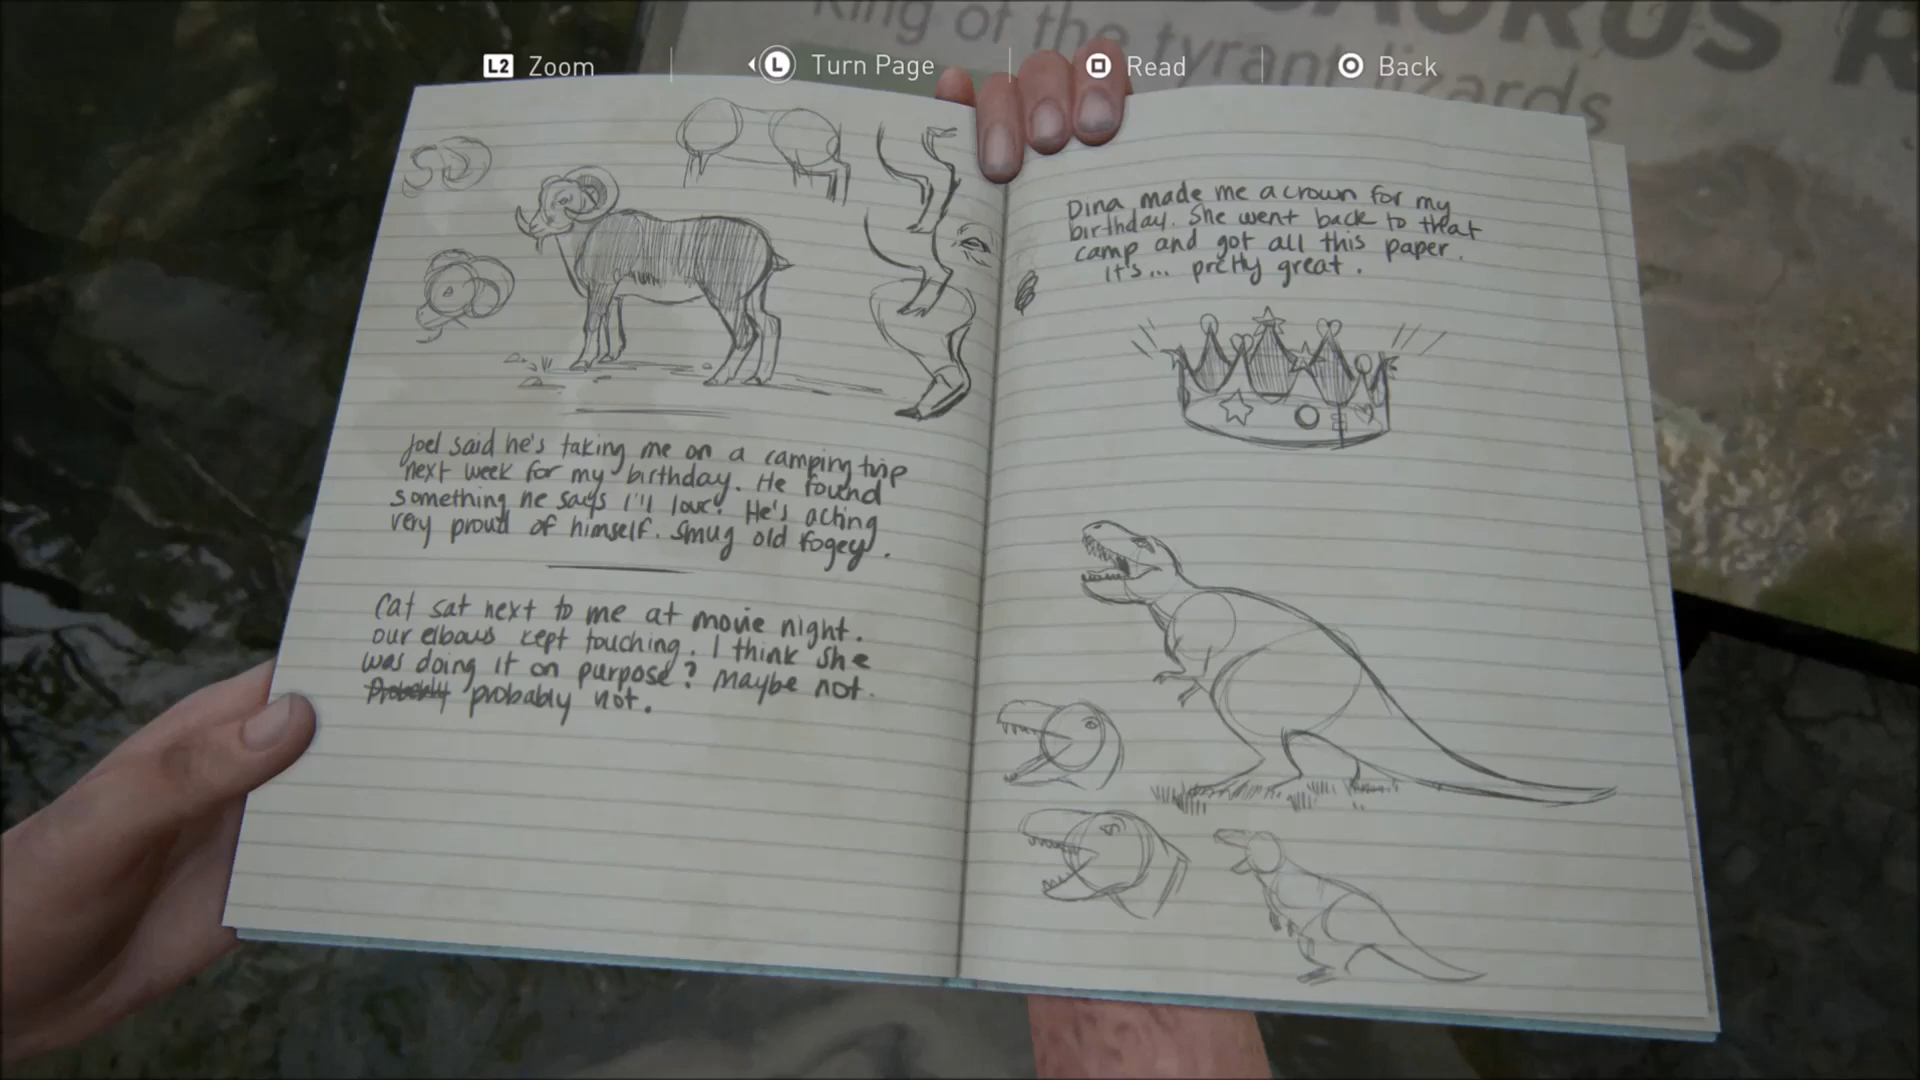 SAURUS R
King of the tyrant lizards
L2 Zoom
L Turn Page
Read
Back
Joel said he's taking me on a camping trip
next week for my birthday. He found
something he says I'll love. He's acting
very proud of himself. Smug old fogey.
Cat sat next to me at movie night.
our elbows kept touching. I think she
was doing it on purpose? Maybe not.
Probably probably not.
Dina made me a crown for my
birthday. She went back to that
camp and got all this paper.
It's... pretty great.